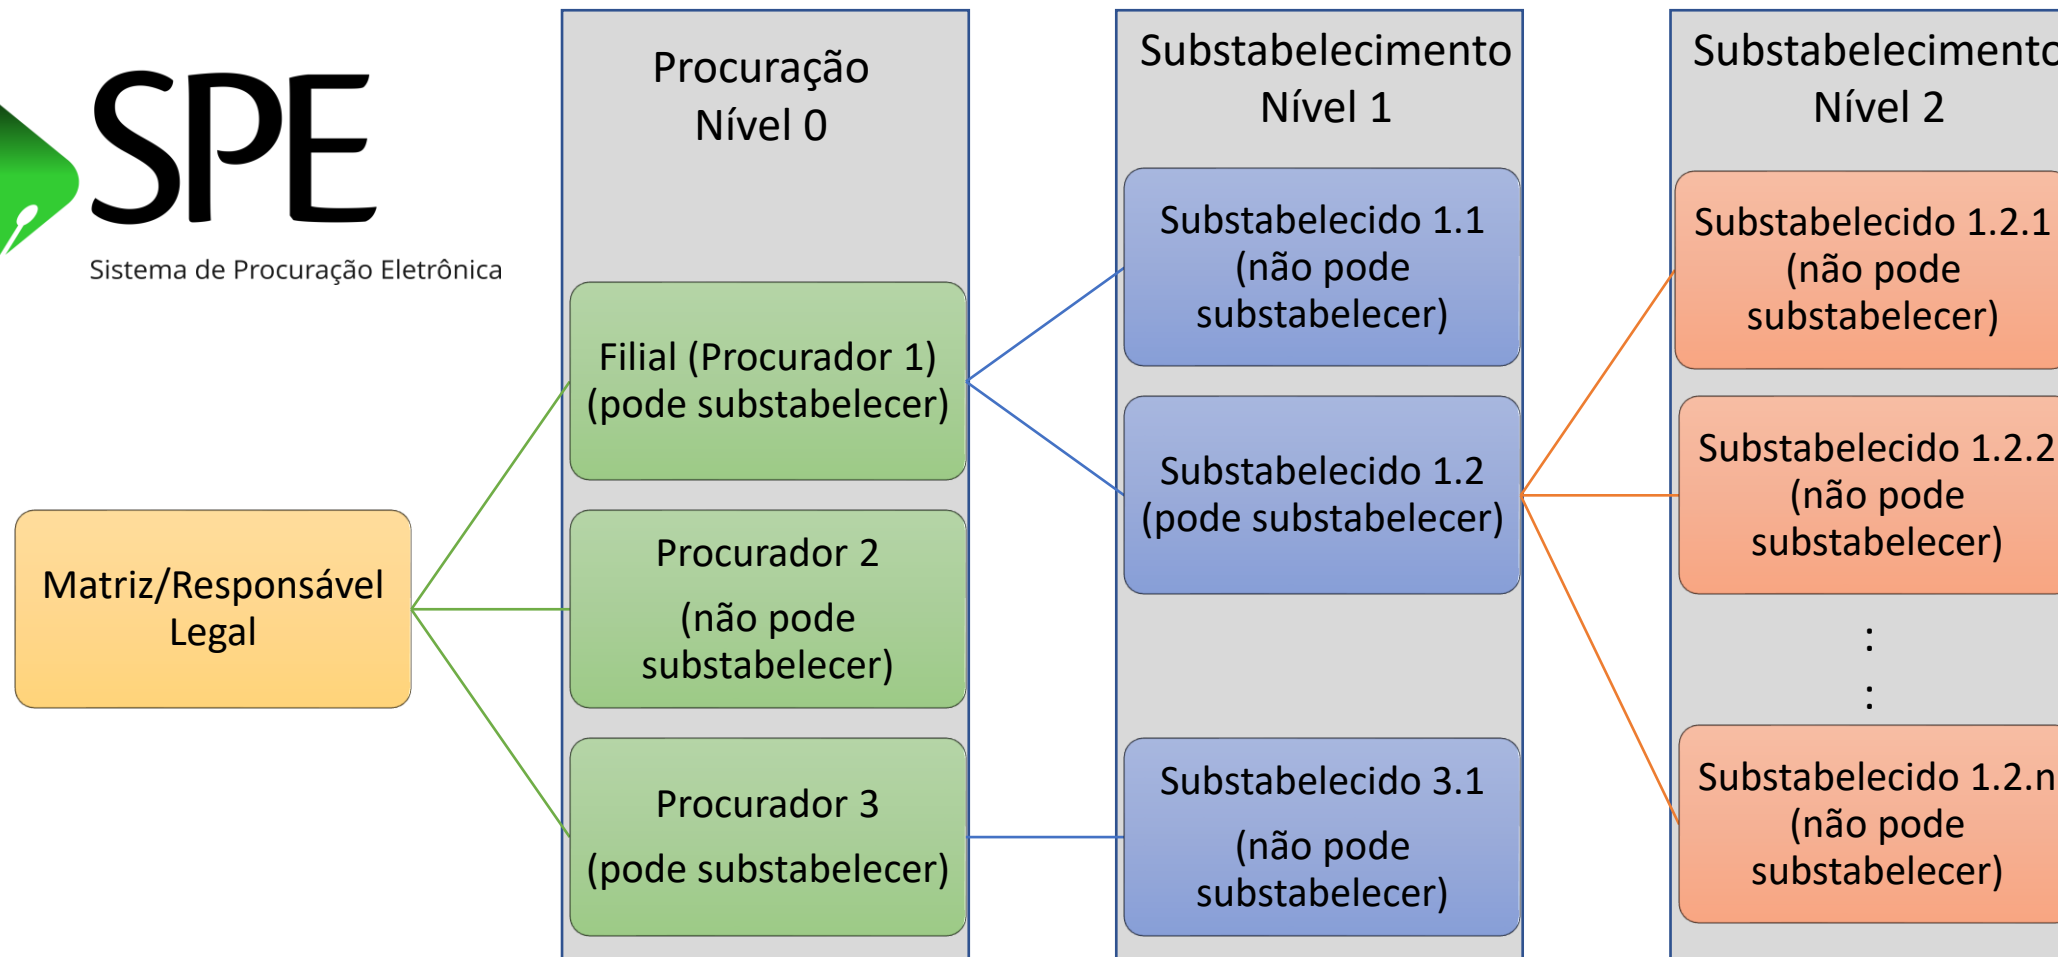 SPE
Sistema de Procuração Eletrônica
Matriz/Responsável
Legal
Procuração
Nível 0
Filial (Procurador 1)
(pode substabelecer)
Procurador 2
(não pode
substabelecer)
Procurador 3
(pode substabelecer)
Substabelecimento
Nível 1
Substabelecido 1.1
(não pode
substabelecer)
Substabelecido 1.2
(pode substabelecer)
Substabelecido 3.1
(não pode
substabelecer)
Substabelecimento
Nível 2
Substabelecido 1.2.1
(não pode
substabelecer)
Substabelecido 1.2.2
(não pode
substabelecer)
:
:
Substabelecido 1.2.n
(não pode
substabelecer)